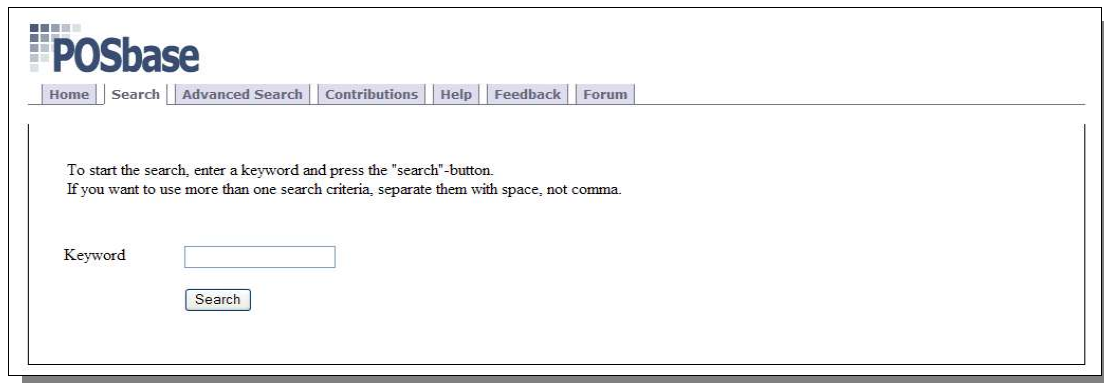 POSbase
Home Search Advanced Search Contributions Help Feedback Forum
To start the search, enter a keyword and press the "search"-button.
If you want to use more than one search criteria, separate them with space, not comma.
Keyword
Search